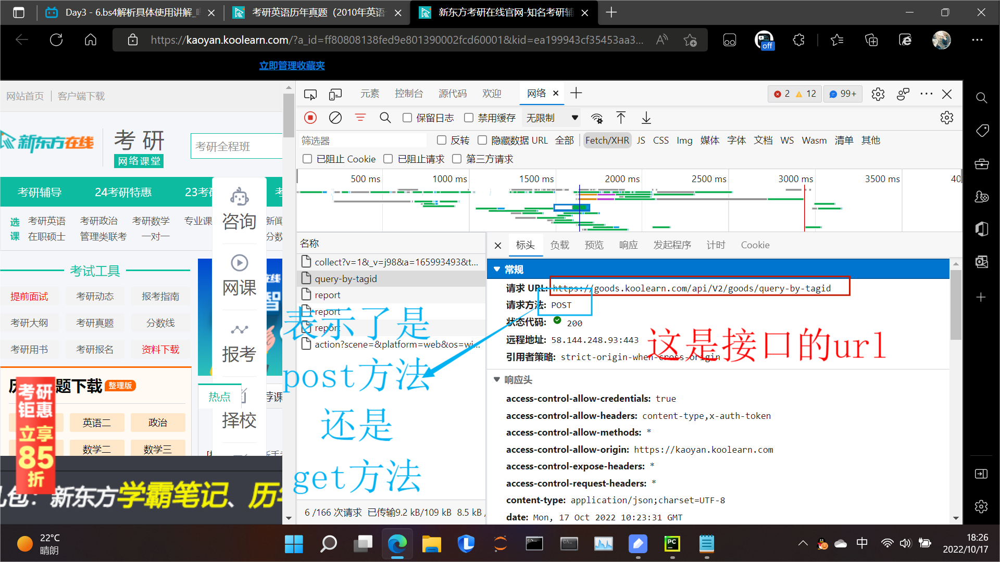 Day3 - 6.bs4解析具体使用讲解_
考研英语历年真题（2010年英语
新东方考研在线官网-知名考研辅
https://kaoyan.koolearn.com/?a_id=ff80808138fed9e801390002fcd60001&kid=ea199943cf35453aa3...
off
立即管理收藏夹
网站首页 | 客户端下载
新东方在线
考研
网络课堂
考研全程班
考研辅导 24考研特惠 23考研
选课
考研英语 考研政治 考研数学 专业课 新闻
在职硕士 管理类联考 一对一 分数
考试工具
提前面试 考研动态 报考指南
考研大纲 考研真题 分数线
考研用书 考研报名 资料下载
题下载 整理版
英语二 政治
数学二 数学三
考研
钜惠
立享
85
折
咨询
网课
报考
择校
热点
荐课
礼包：新东方学霸笔记、历
元素 控制台 源代码 欢迎 网络
2 12 99+
保留日志 禁用缓存 无限制
筛选器 反转 隐藏数据 URL 全部 Fetch/XHR JS CSS Img 媒体 字体 文档 WS Wasm 清单 其他
已阻止 Cookie 已阻止请求 第三方请求
500 ms 1000 ms 1500 ms 2000 ms 2500 ms 3000 ms 3500 ms 40
名称
collect?v=1&_v=j98&a=165993493&t...
query-by-tagid
report
report
report
action?scene=&platform=web&os=wi...
6 /166 次请求 已传输9.2 kB/109 kB 8.5 kB /
标头 负载 预览 响应 发起程序 计时 Cookie
常规
请求 URL: https://goods.koolearn.com/api/V2/goods/query-by-tagid
请求方法: POST
状态代码: 200
远程地址: 58.144.248.93:443
引用者策略: strict-origin-when-cross-origin
这是接口的url
表示了是
post方法
还是
get方法
响应头
access-control-allow-credentials: true
access-control-allow-headers: content-type,x-auth-token
access-control-allow-methods: *
access-control-allow-origin: https://kaoyan.koolearn.com
access-control-expose-headers: *
access-control-request-headers: *
content-type: application/json;charset=UTF-8
date: Mon, 17 Oct 2022 10:23:31 GMT
22°C
晴朗
PC
中
18:26
2022/10/17